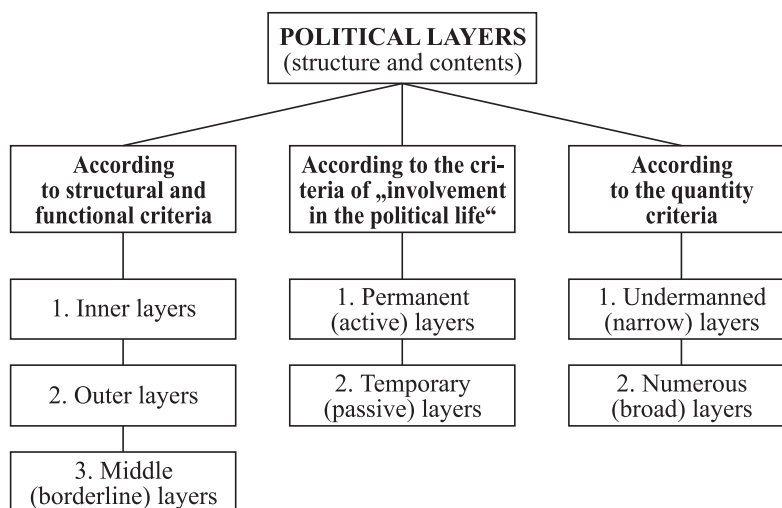 POLITICAL LAYERS
(structure and contents)
According
to structural and
functional criteria
1. Inner layers
2. Outer layers
3. Middle
(borderline) layers
According to the cri-
teria of „involvement
in the political life“
1. Permanent
(active) layers
2. Temporary
(passive) layers
According
to the quantity
criteria
1. Undermanned
(narrow) layers
2. Numerous
(broad) layers